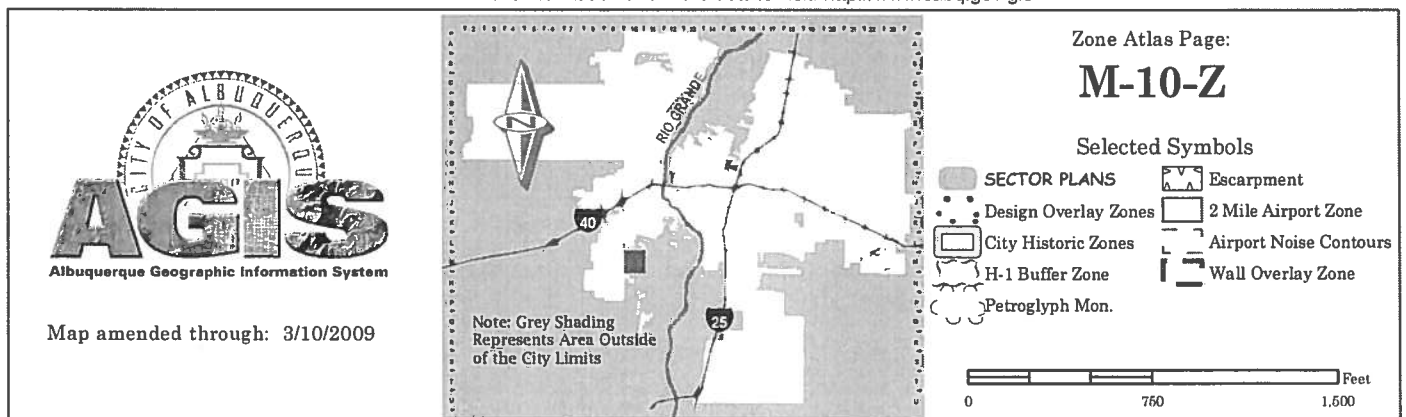 CITY OF ALBUQUERQUE
AGIS
Albuquerque Geographic Information System
Map amended through: 3/10/2009
RIO GRANDE
N
40
25
Note: Grey Shading
Represents Area Outside
of the City Limits
Zone Atlas Page:
M-10-Z
Selected Symbols
SECTOR PLANS
Design Overlay Zones
City Historic Zones
H-1 Buffer Zone
Petroglyph Mon.
Escarpment
2 Mile Airport Zone
Airport Noise Contours
Wall Overlay Zone
Feet
0 750 1,500